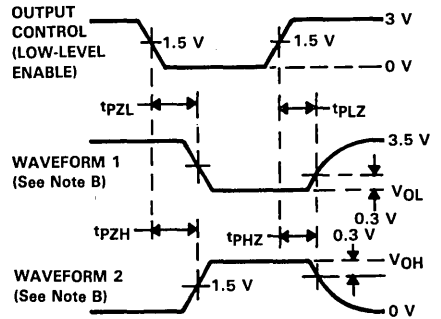 OUTPUT
CONTROL
(LOW-LEVEL
ENABLE)
3 V
1.5 V
1.5 V
0 V
tPZL
tPLZ
3.5 V
WAVEFORM 1
(See Note B)
VOL
0.3 V
tPZH
tPHZ
0.3 V
VOH
WAVEFORM 2
(See Note B)
1.5 V
0 V